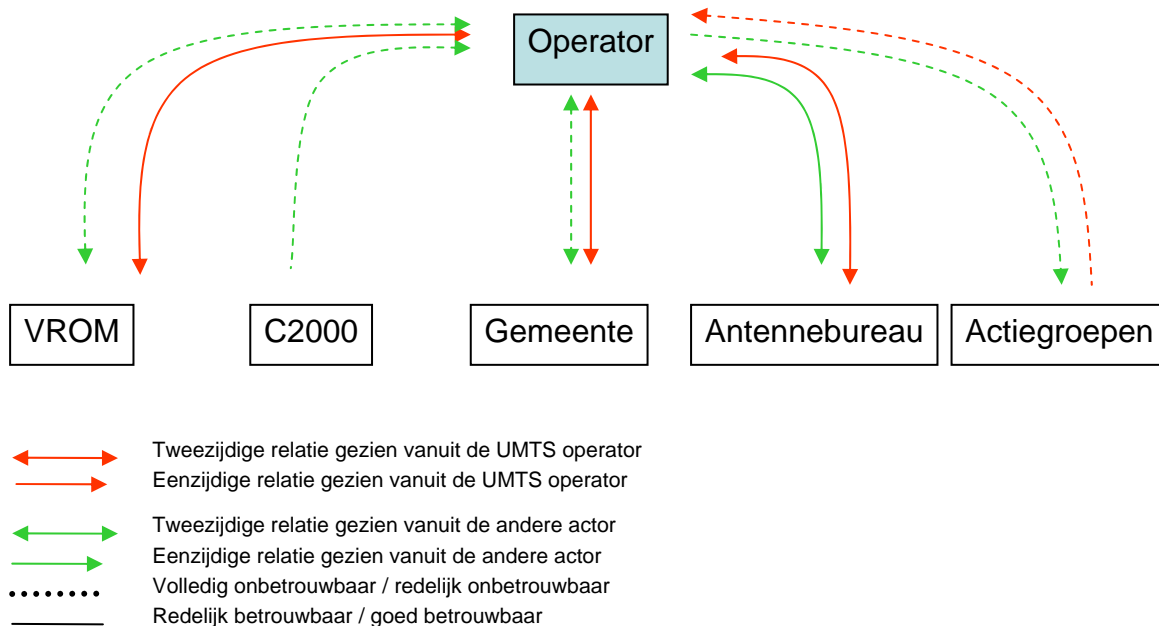 Operator
VROM
C2000
Gemeente
Antennebureau
Actiegroepen
Tweezijdige relatie gezien vanuit de UMTS operator
Eenzijdige relatie gezien vanuit de UMTS operator
Tweezijdige relatie gezien vanuit de andere actor
Eenzijdige relatie gezien vanuit de andere actor
Volledig onbetrouwbaar / redelijk onbetrouwbaar
Redelijk betrouwbaar / goed betrouwbaar